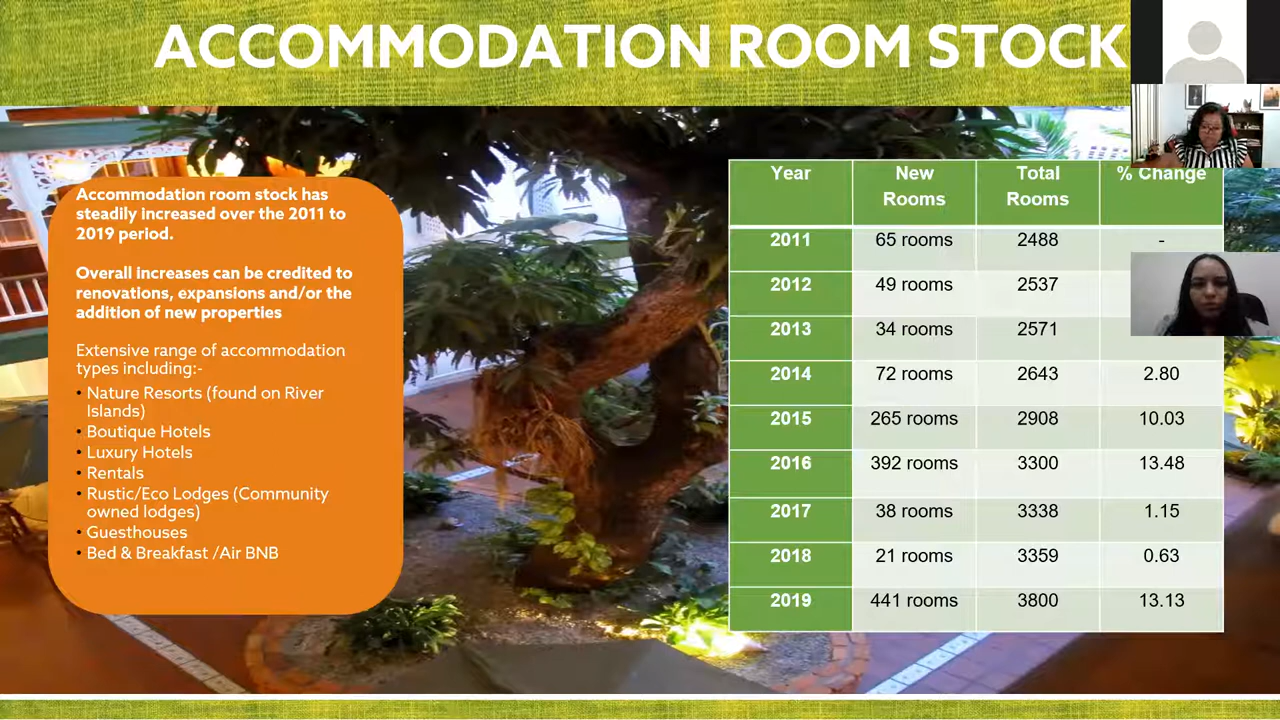 ACCOMMODATION ROOM STOCK
Accommodation room stock has
steadily increased over the 2011 to
2019 period.
Overall increases can be credited to
renovations, expansions and/or the
addition of new properties
Extensive range of accommodation
types including:-
• Nature Resorts (found on River
Islands)
• Boutique Hotels
• Luxury Hotels
• Rentals
• Rustic/Eco Lodges (Community
owned lodges)
• Guesthouses
• Bed & Breakfast /Air BNB
Year New Rooms Total Rooms % Change
2011 65 rooms 2488 -
2012 49 rooms 2537
2013 34 rooms 2571
2014 72 rooms 2643 2.80
2015 265 rooms 2908 10.03
2016 392 rooms 3300 13.48
2017 38 rooms 3338 1.15
2018 21 rooms 3359 0.63
2019 441 rooms 3800 13.13